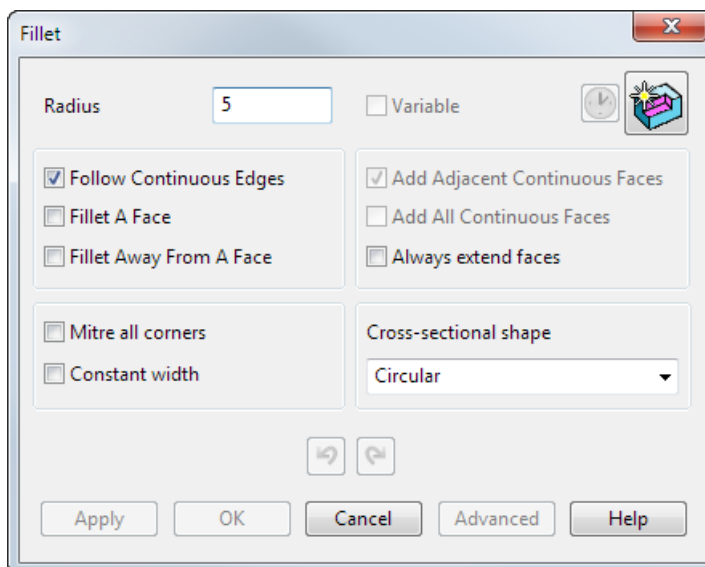 Fillet
Radius 5 Variable
Follow Continuous Edges
Fillet A Face
Fillet Away From A Face
Add Adjacent Continuous Faces
Add All Continuous Faces
Always extend faces
Mitre all corners
Constant width
Cross-sectional shape
Circular
Apply OK Cancel Advanced Help